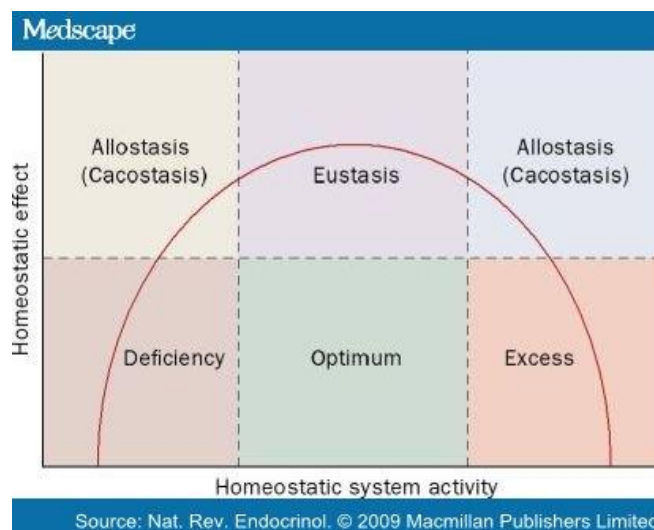 Medscape
Homeostatic effect
Allostasis
(Cacostasis)
Eustasis
Allostasis
(Cacostasis)
Deficiency
Optimum
Excess
Homeostatic system activity
Source: Nat. Rev. Endocrinol. © 2009 Macmillan Publishers Limited